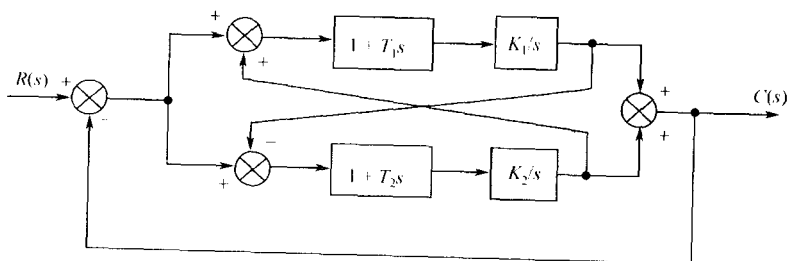 + +
1 + T₁s K₁/s
R(s) + + + C(s)
- - +
+ 1 + T₂s K₂/s